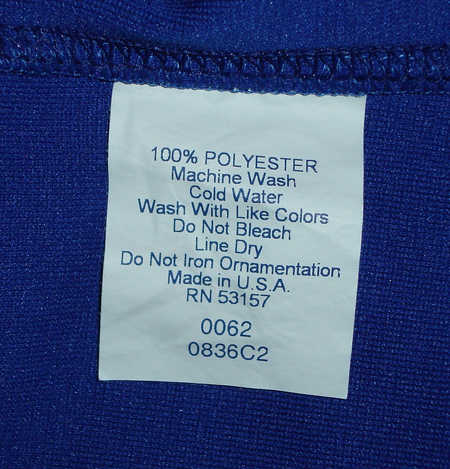 100% POLYESTER
Machine Wash
Cold Water
Wash With Like Colors
Do Not Bleach
Line Dry
Do Not Iron Ornamentation
Made in U.S.A.
RN 53157
0062
0836C2